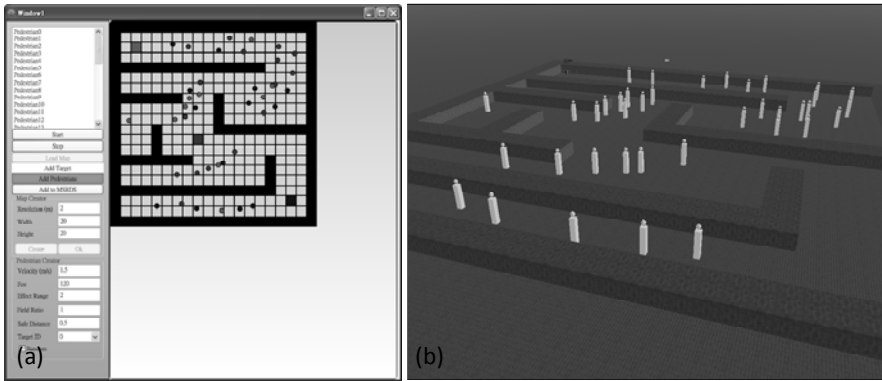 Window1
Pedestrian0
Pedestrian1
Pedestrian2
Pedestrian3
Pedestrian4
Pedestrian5
Pedestrian6
Pedestrian7
Pedestrian8
Pedestrian9
Pedestrian10
Pedestrian11
Pedestrian12
Start
Stop
Load Map
Add Target
Add Pedestrians
Add to MSRDS
Map Creator
Resolution (m) 2
Width 20
Height 20
Create Ok
Pedestrian Creator
Velocity (m/s) 1.5
Fov 120
Effect Range 2
Field Ratio 1
Safe Distance 0.5
Target ID 0
(a)
(b)